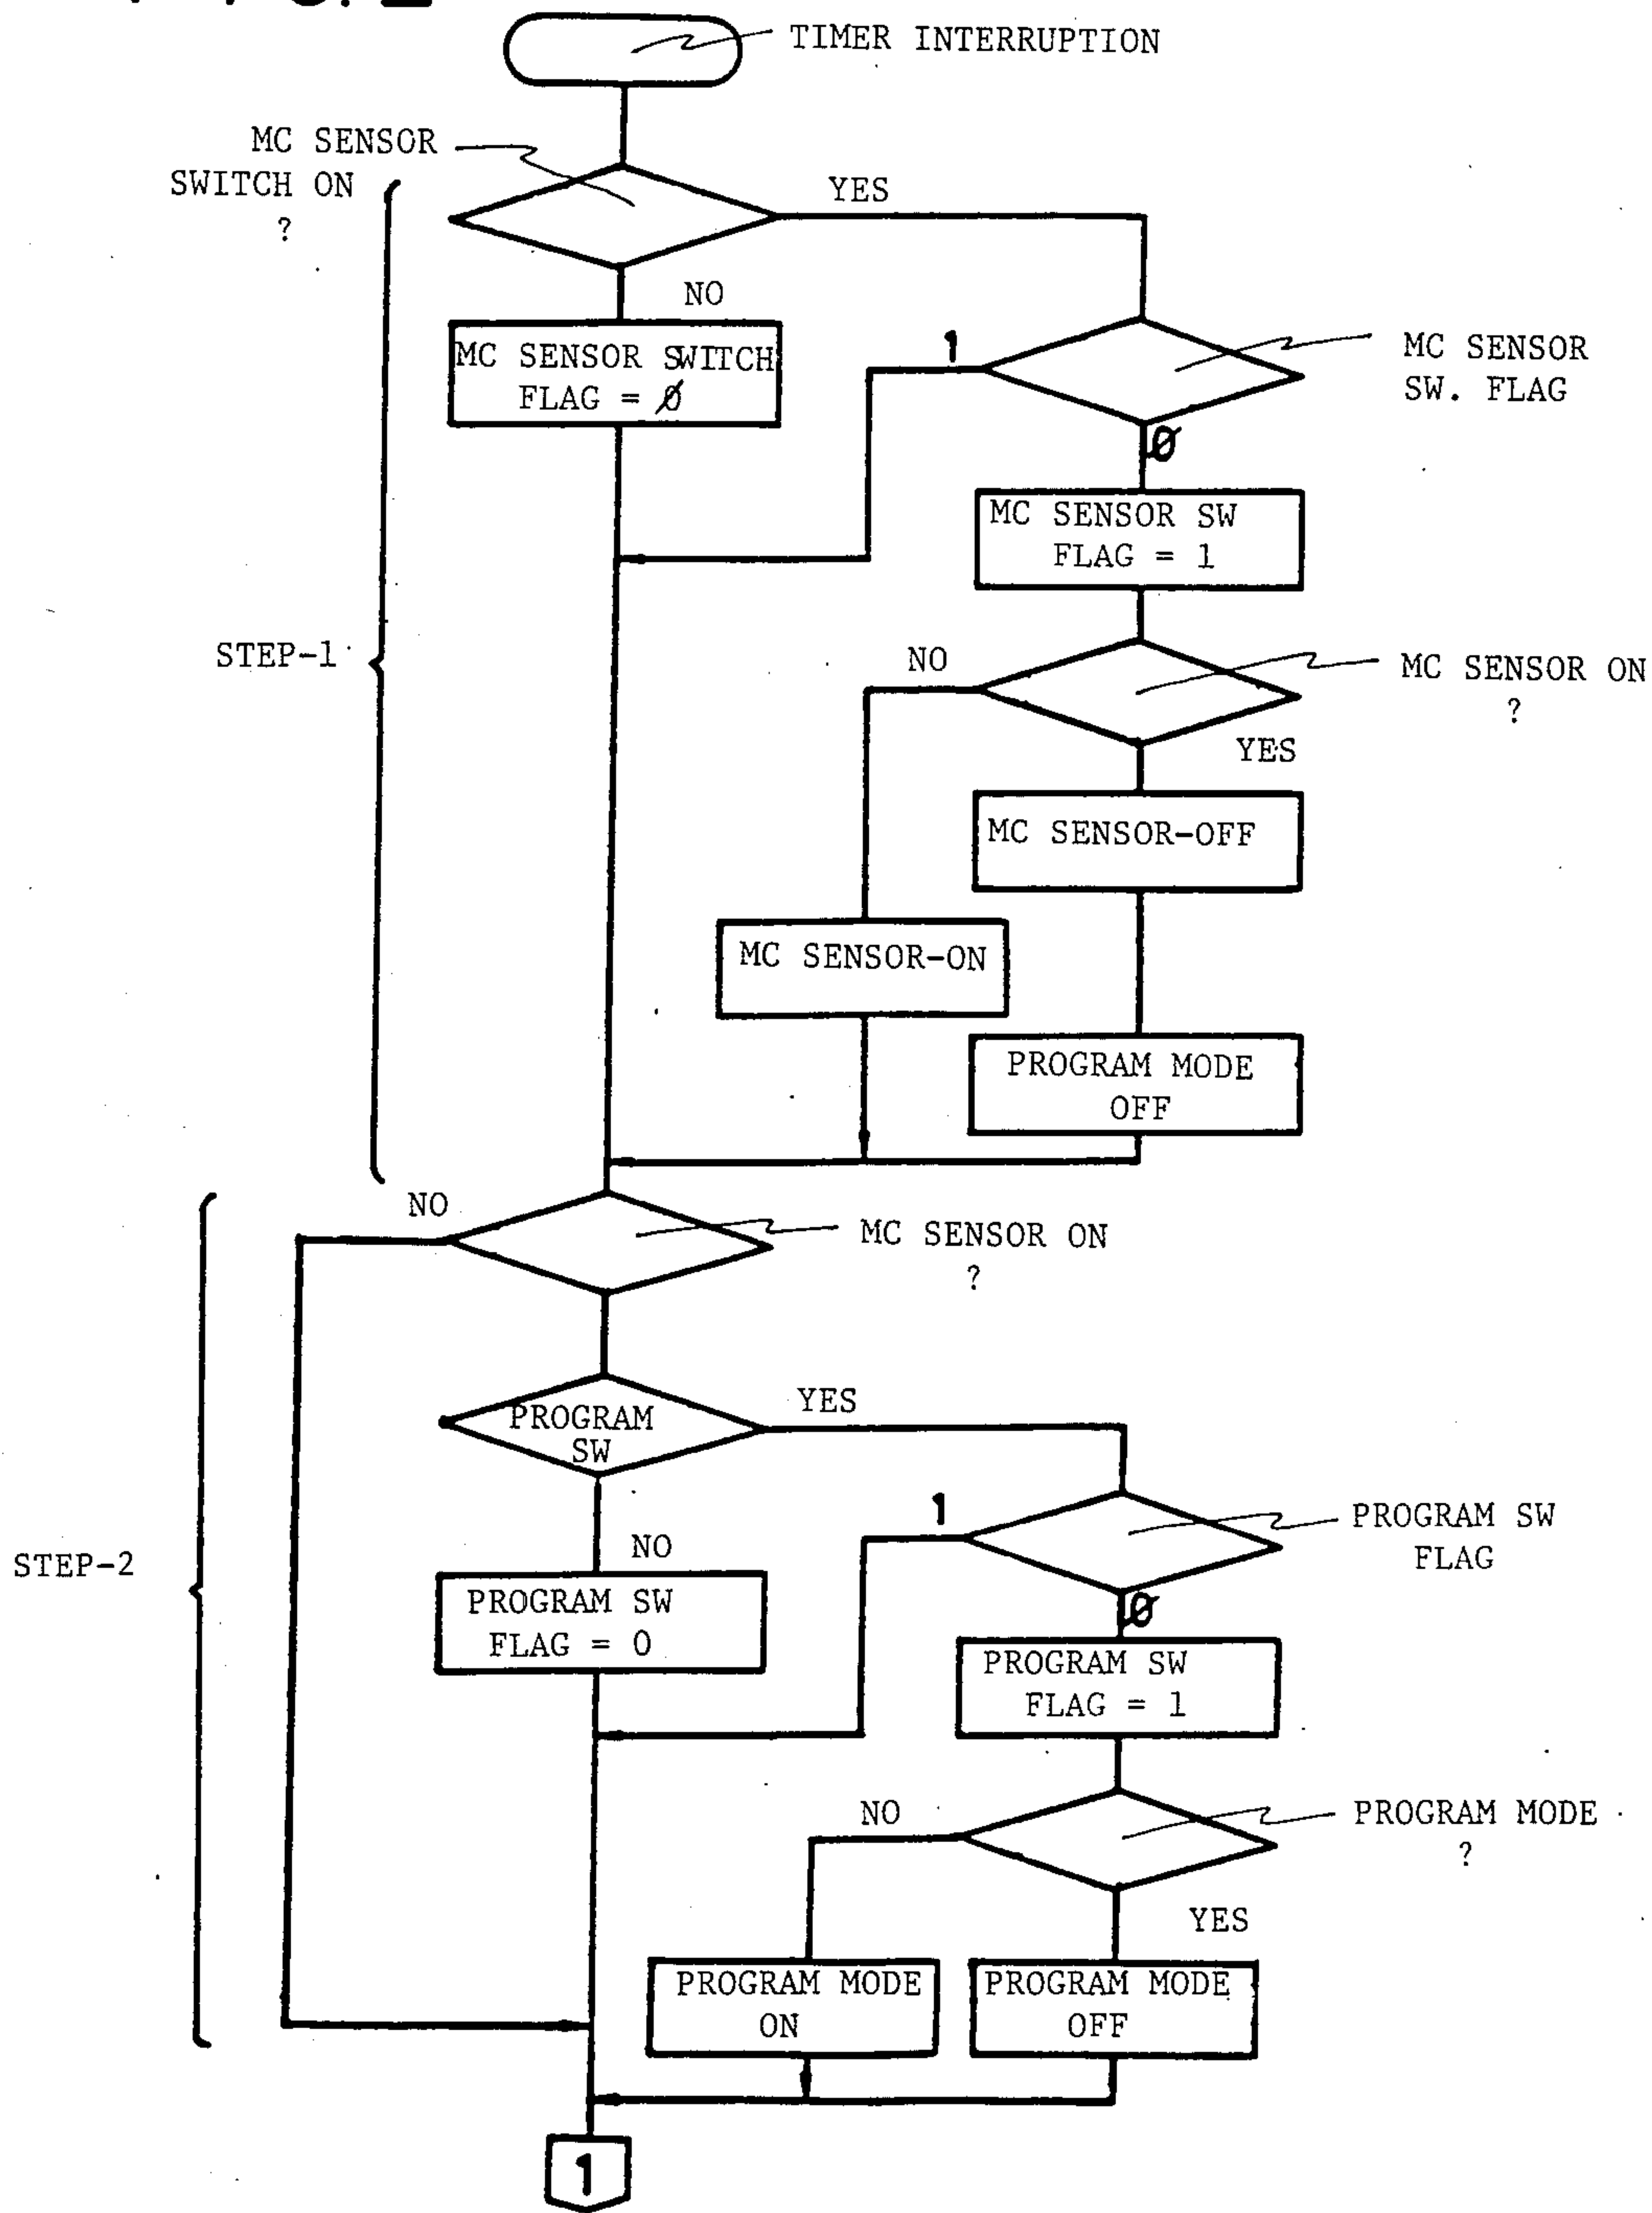 TIMER INTERRUPTION
MC SENSOR
SWITCH ON
?
YES
NO
MC SENSOR SWITCH
FLAG = Ø
1
MC SENSOR
SW. FLAG
Ø
MC SENSOR SW
FLAG = 1
STEP-1
NO
MC SENSOR ON
?
YES
MC SENSOR-OFF
MC SENSOR-ON
PROGRAM MODE
OFF
NO
MC SENSOR ON
?
PROGRAM
SW
YES
1
PROGRAM SW
FLAG
STEP-2
NO
PROGRAM SW
FLAG = 0
Ø
PROGRAM SW
FLAG = 1
NO
PROGRAM MODE
?
YES
PROGRAM MODE
ON
PROGRAM MODE
OFF
1